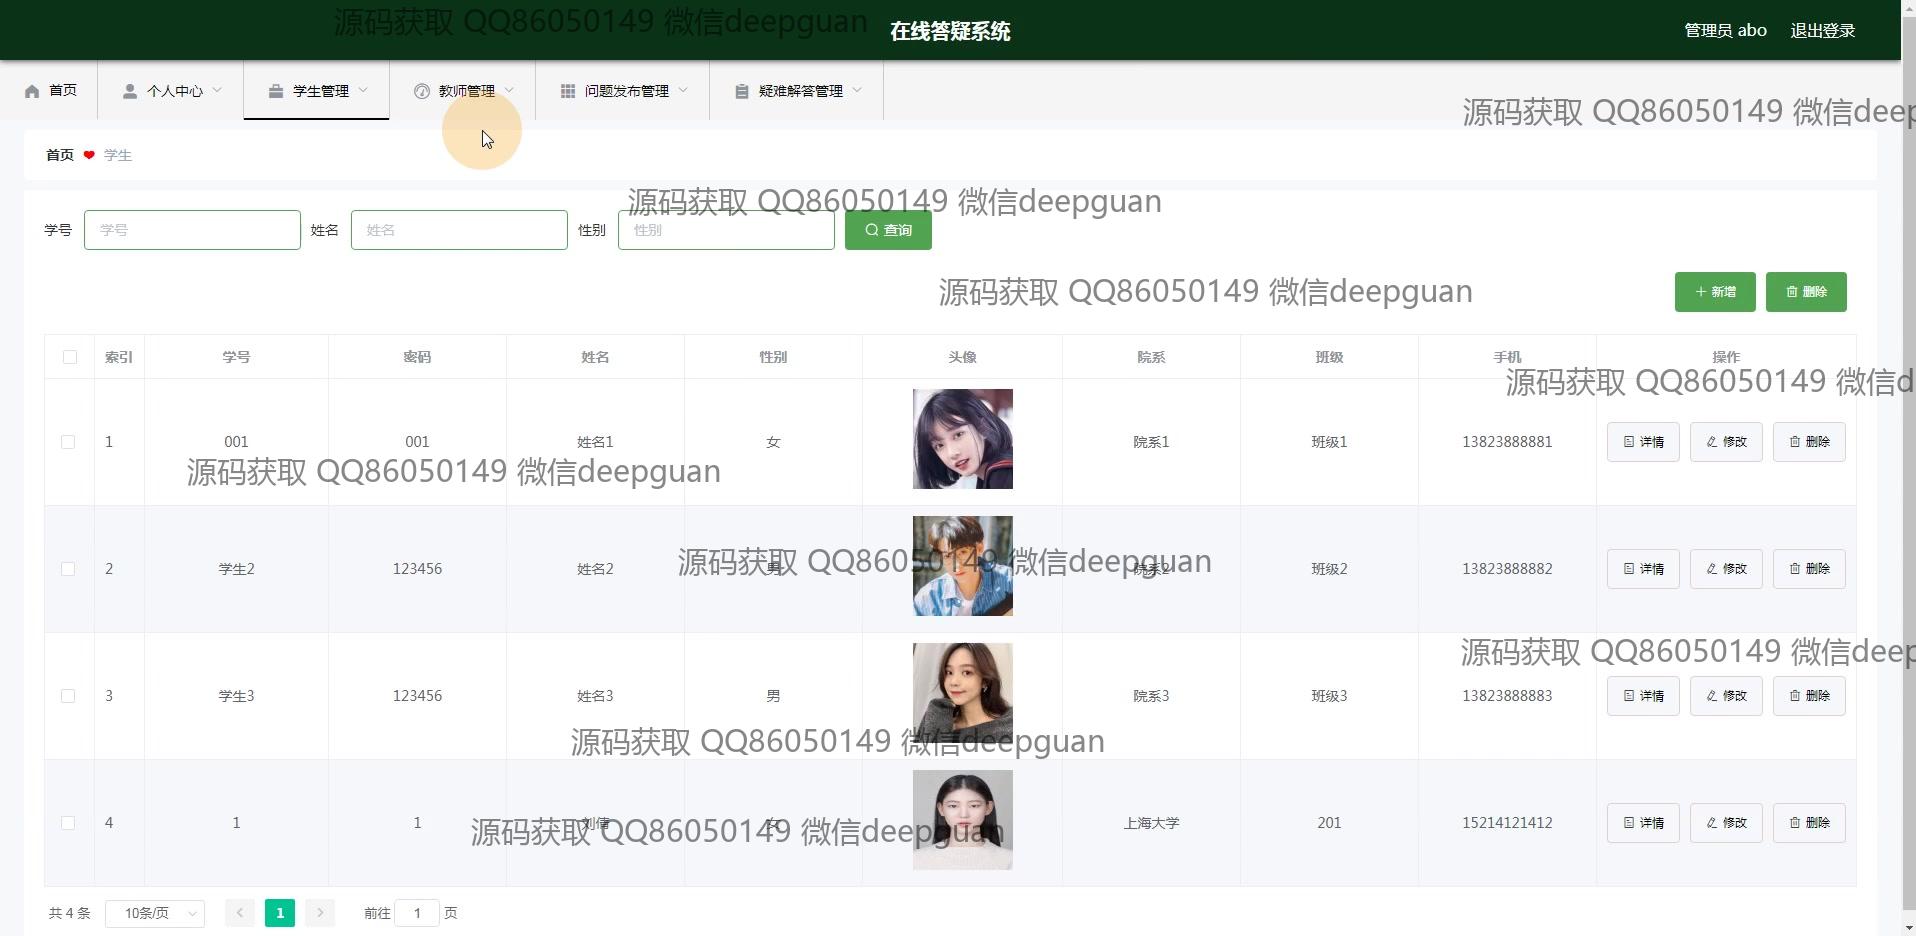 源码获取 QQ86050149 微信deepguan
在线答疑系统
管理员 abo 退出登录
首页 个人中心 学生管理 教师管理 问题发布管理 疑难解答管理
源码获取 QQ86050149 微信deep
首页 学生
源码获取 QQ86050149 微信deepguan
学号 学号 姓名 姓名 性别 性别 查询
源码获取 QQ86050149 微信deepguan
新增 删除
索引 学号 密码 姓名 性别 头像 院系 班级 手机 操作
源码获取 QQ86050149 微信d
1 001 001 姓名1 女 院系1 班级1 13823888881 详情 修改 删除
源码获取 QQ86050149 微信deepguan
源码获取 QQ86050149 微信deepguan
2 学生2 123456 姓名2 男 院系2 班级2 13823888882 详情 修改 删除
源码获取 QQ86050149 微信deep
3 学生3 123456 姓名3 男 院系3 班级3 13823888883 详情 修改 删除
源码获取 QQ86050149 微信deepguan
4 1 1 刘倩 女 上海大学 201 15214121412 详情 修改 删除
源码获取 QQ86050149 微信deepguan
共 4 条 10条/页 1 前往 1 页